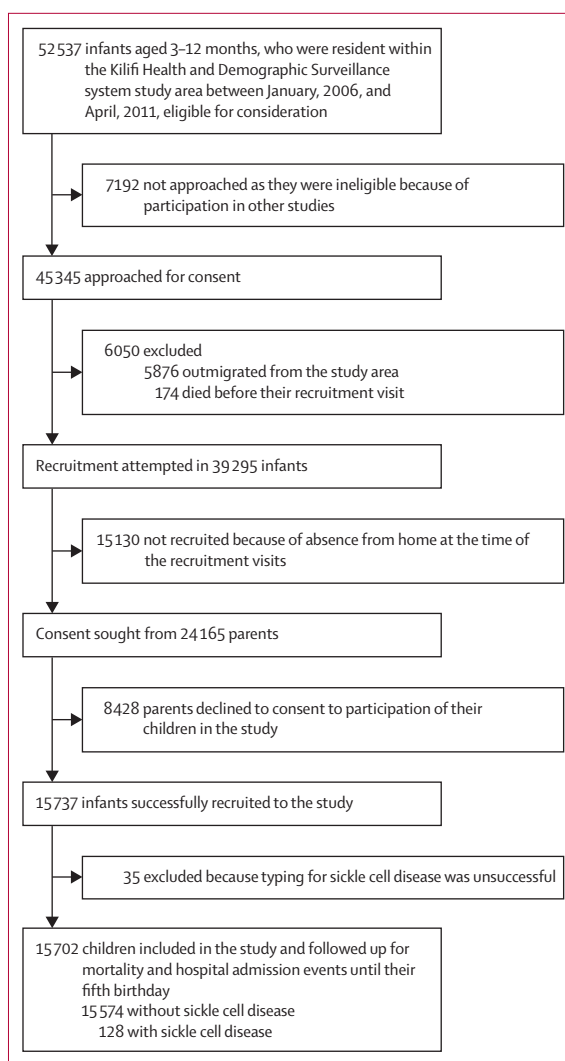 52 537 infants aged 3–12 months, who were resident within
the Kilifi Health and Demographic Surveillance
system study area between January, 2006, and
April, 2011, eligible for consideration
7192 not approached as they were ineligible because of
participation in other studies
45 345 approached for consent
6050 excluded
5876 outmigrated from the study area
174 died before their recruitment visit
Recruitment attempted in 39 295 infants
15 130 not recruited because of absence from home at the time of
the recruitment visits
Consent sought from 24 165 parents
8428 parents declined to consent to participation of their
children in the study
15 737 infants successfully recruited to the study
35 excluded because typing for sickle cell disease was unsuccessful
15 702 children included in the study and followed up for
mortality and hospital admission events until their
fifth birthday
15 574 without sickle cell disease
128 with sickle cell disease